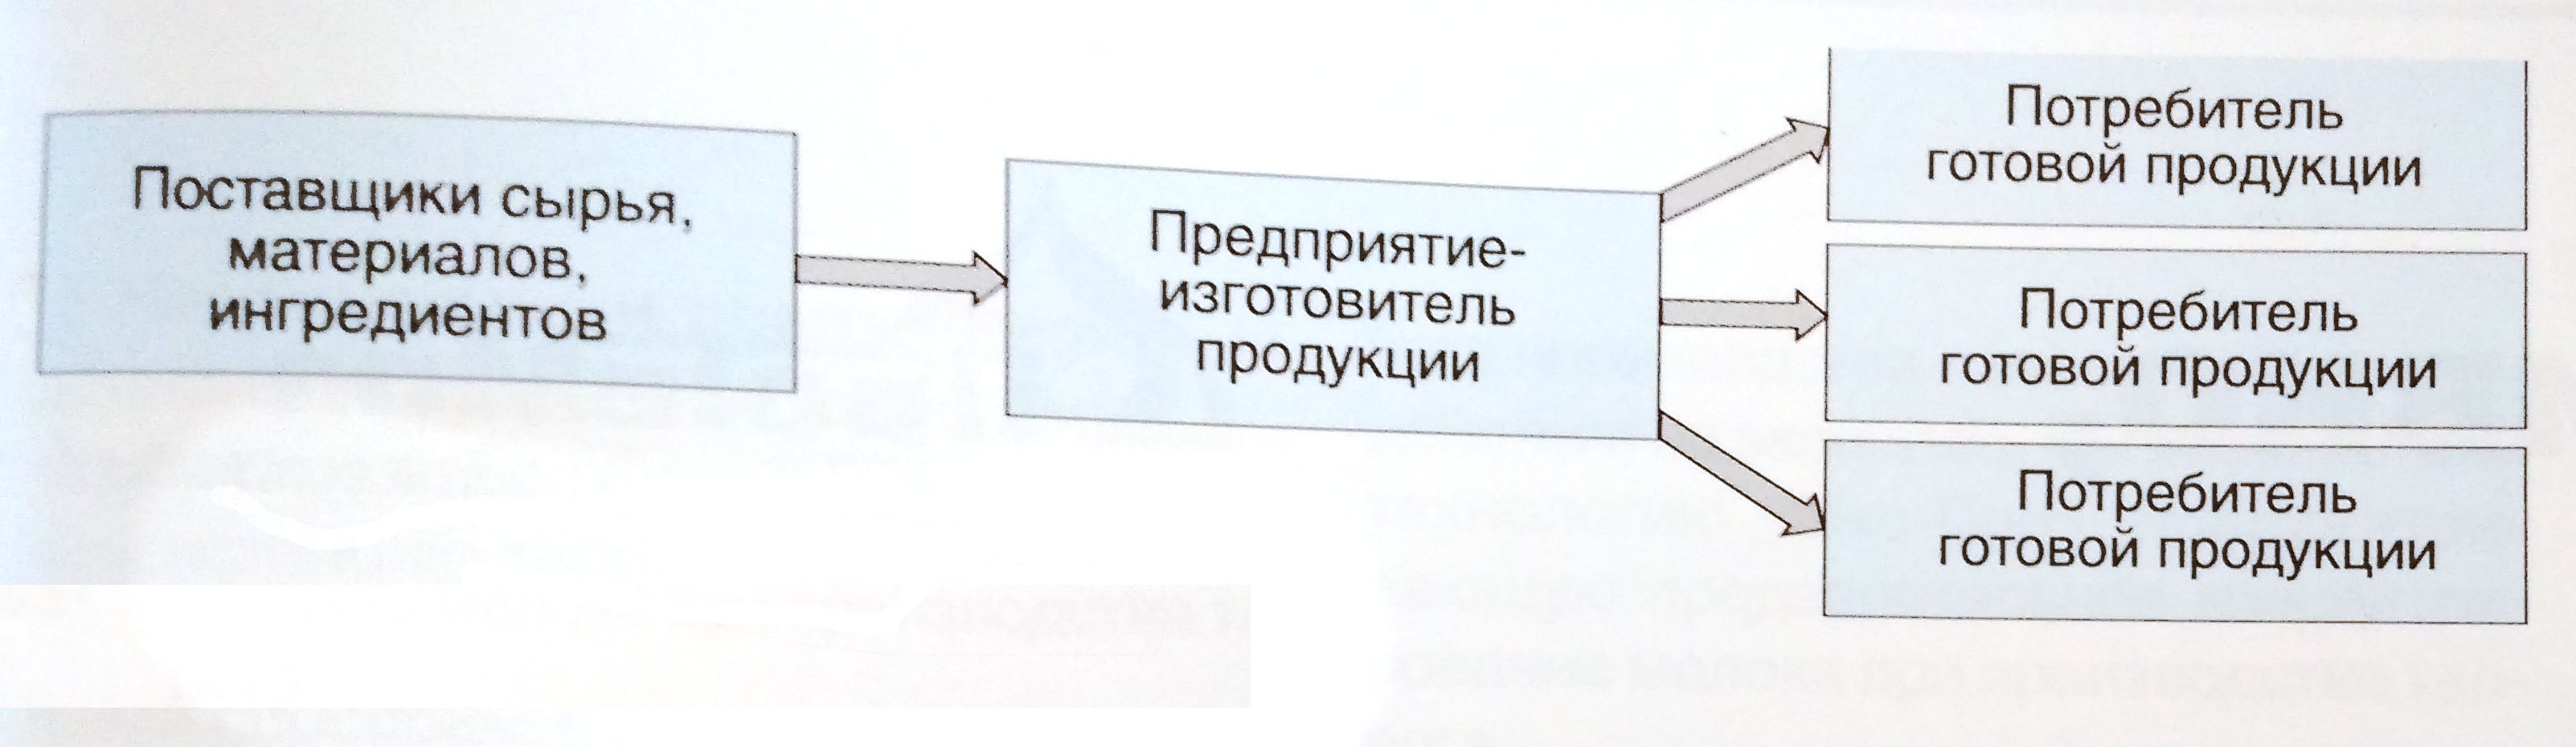 Поставщики сырья,
материалов,
ингредиентов
Предприятие-
изготовитель
продукции
Потребитель
готовой продукции
Потребитель
готовой продукции
Потребитель
готовой продукции